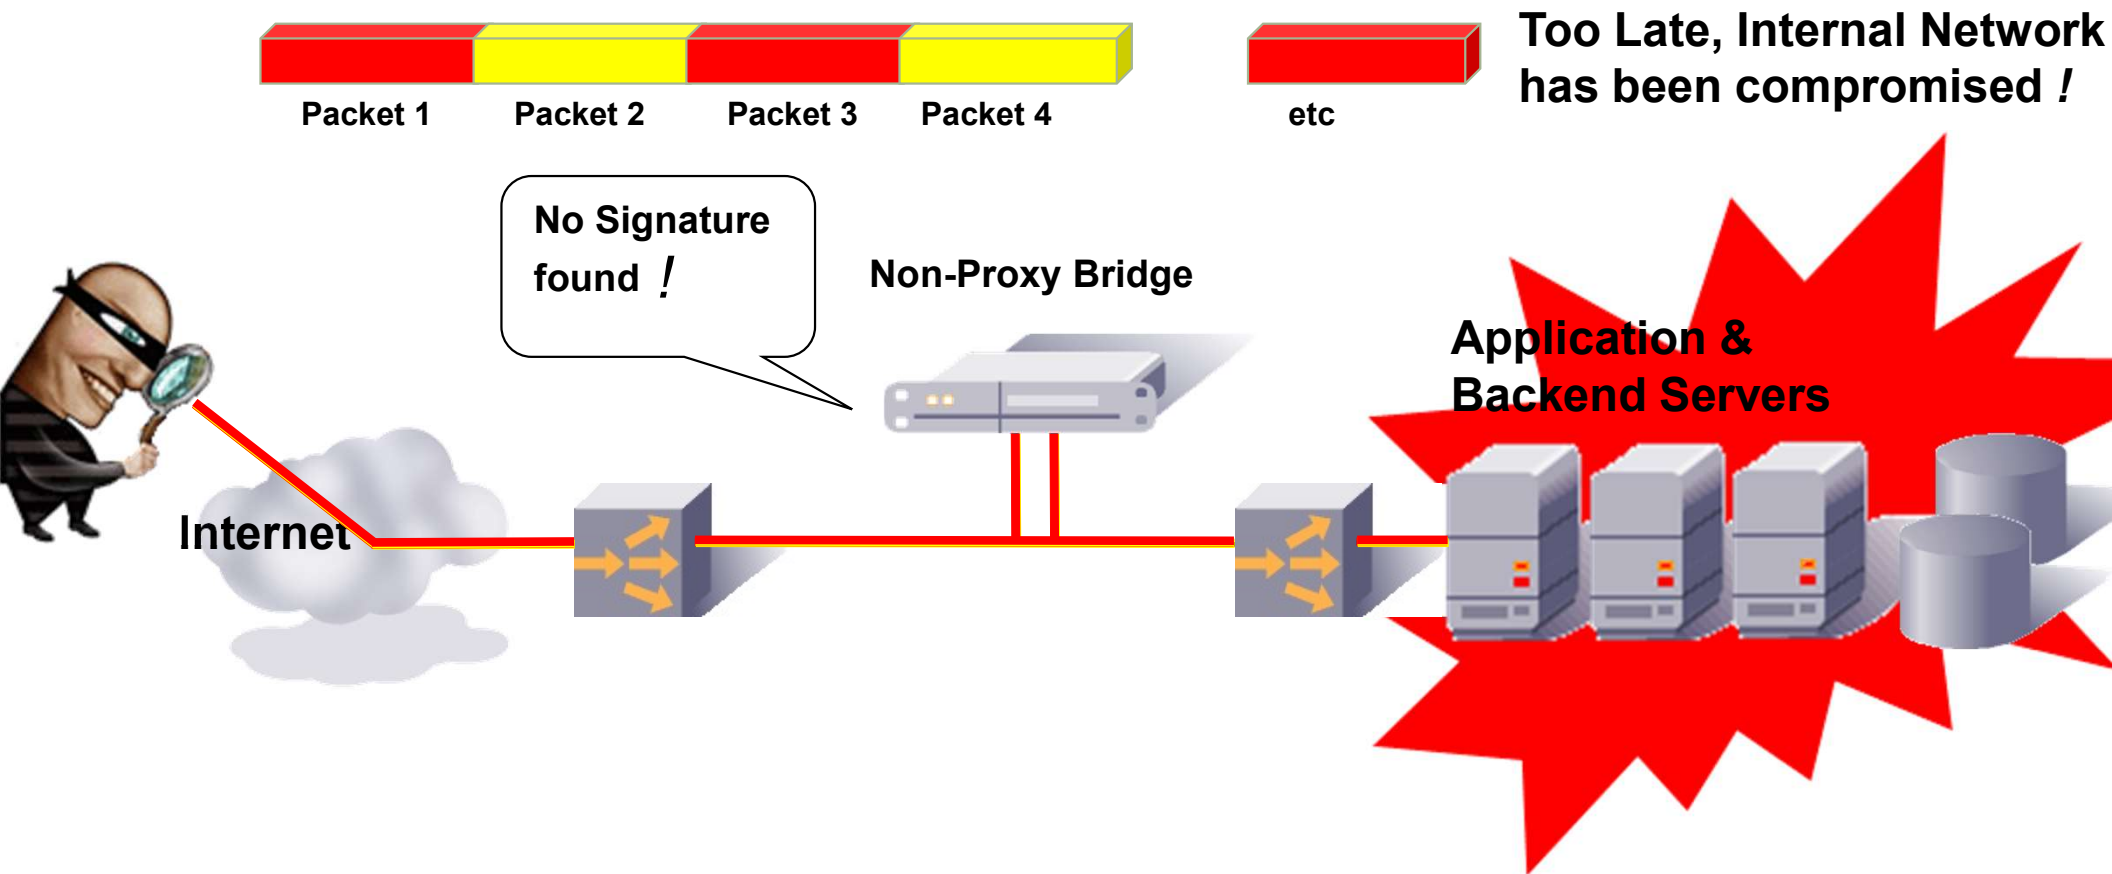 Too Late, Internal Network
has been compromised !
Packet 1
Packet 2
Packet 3
Packet 4
etc
No Signature
found !
Non-Proxy Bridge
Application &
Backend Servers
Internet